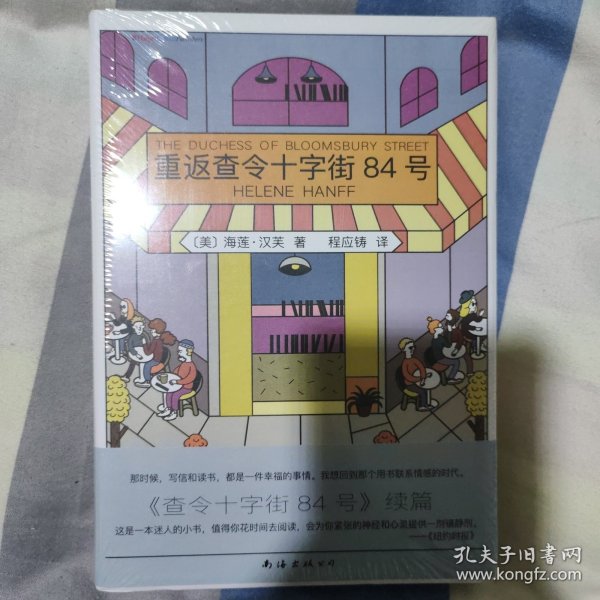 THE DUCHESS OF BLOOMSBURY STREET
重返查令十字街 84 号
HELENE HANFF
〔美〕海莲·汉芙 著 程应铸 译
那时候，写信和读书，都是一件幸福的事情。我想回到那个用书联系情感的时代。
《查令十字街 84 号》续篇
这是一本迷人的小书，值得你花时间去阅读，会为你紧张的神经和心灵提供一剂镇静剂。
——《纽约时报》
南海出版公司
孔夫子旧书网
www.kongfz.com